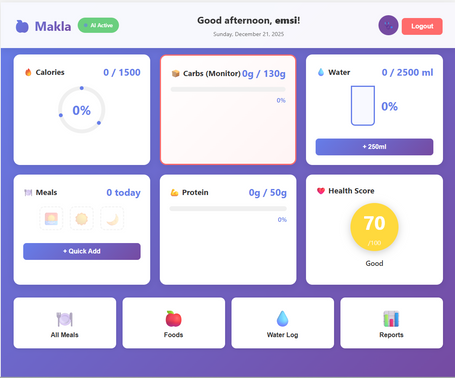 Makla
AI Active
Good afternoon, emsi!
Sunday, December 21, 2025
Logout
Calories 0 / 1500
0%
Carbs (Monitor) 0g / 130g
0%
Water 0 / 2500 ml
0%
+ 250ml
Meals 0 today
+ Quick Add
Protein 0g / 50g
0%
Health Score
70
/100
Good
All Meals
Foods
Water Log
Reports